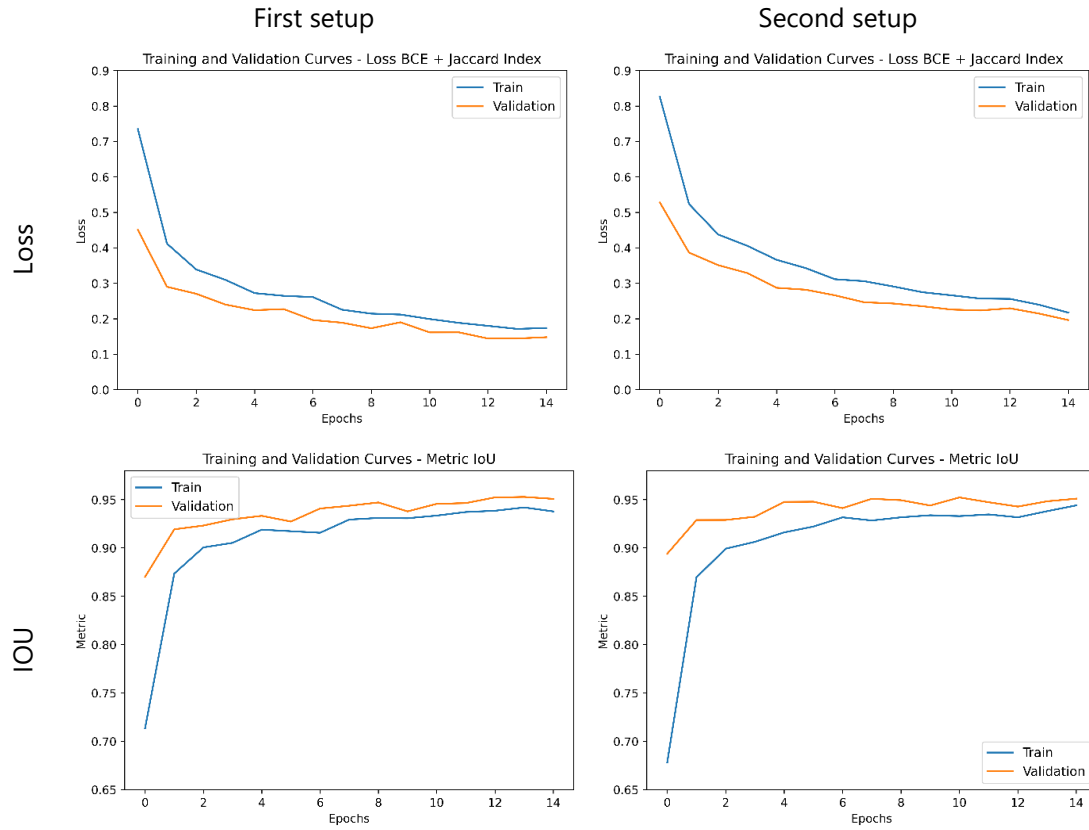 First setup
Second setup
Loss
Training and Validation Curves - Loss BCE + Jaccard Index
0.9
0.8
0.7
0.6
0.5
0.4
0.3
0.2
0.1
0.0
Loss
Train
Validation
0 2 4 6 8 10 12 14
Epochs
Training and Validation Curves - Loss BCE + Jaccard Index
0.9
0.8
0.7
0.6
0.5
0.4
0.3
0.2
0.1
0.0
Loss
Train
Validation
0 2 4 6 8 10 12 14
Epochs
IOU
Training and Validation Curves - Metric IoU
0.95
0.90
0.85
0.80
0.75
0.70
0.65
Metric
Train
Validation
0 2 4 6 8 10 12 14
Epochs
Training and Validation Curves - Metric IoU
0.95
0.90
0.85
0.80
0.75
0.70
0.65
Metric
Train
Validation
0 2 4 6 8 10 12 14
Epochs